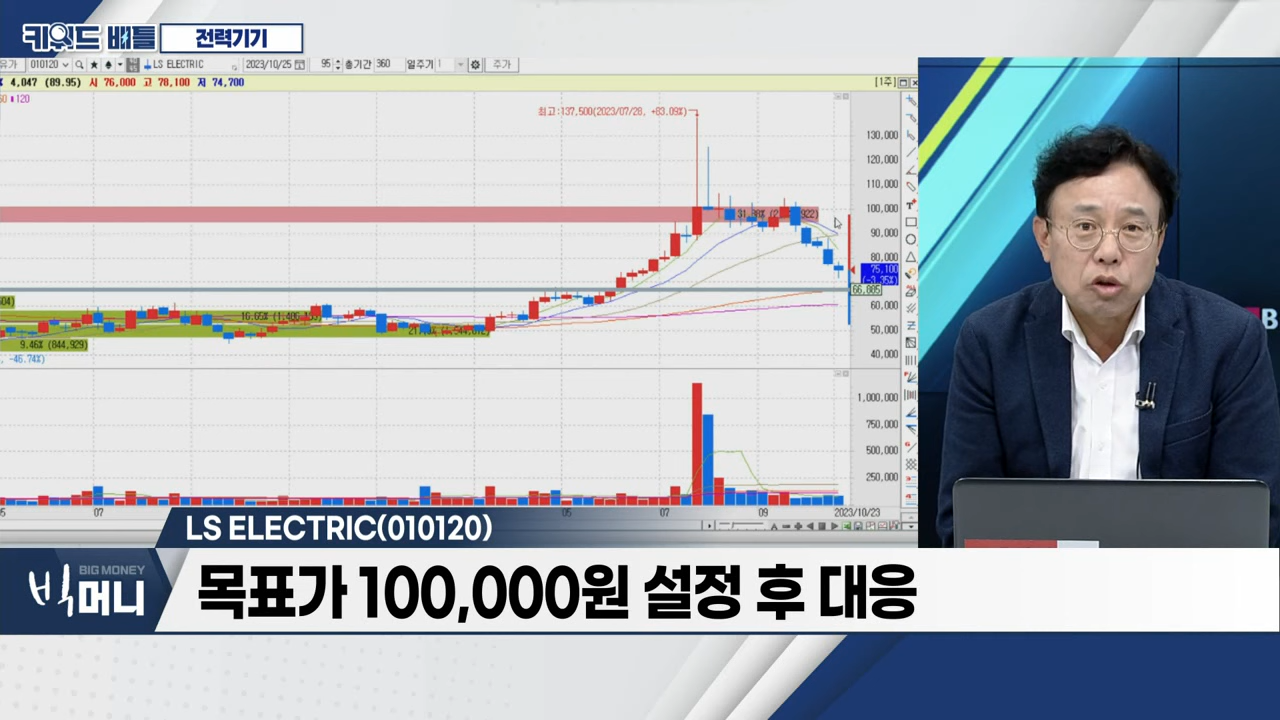 키워드 배틀
전력기기
010120
LS ELECTRIC
2023/10/25
95
총기간
360
일주기
1
주가
4,047 (89.95) 시 76,000 고 78,100 저 74,700
[1주]
120
최고:137,500(2023/07/28, +83.09%)
130,000
120,000
110,000
100,000
90,000
80,000
75,100
(-3.35%)
66,885
60,000
50,000
40,000
9.46% (844,929)
, -46.74%)
1,000,000
750,000
500,000
250,000
07
05
07
09
2023/10/23
LS ELECTRIC(010120)
BIG MONEY
빅머니
목표가 100,000원 설정 후 대응
B